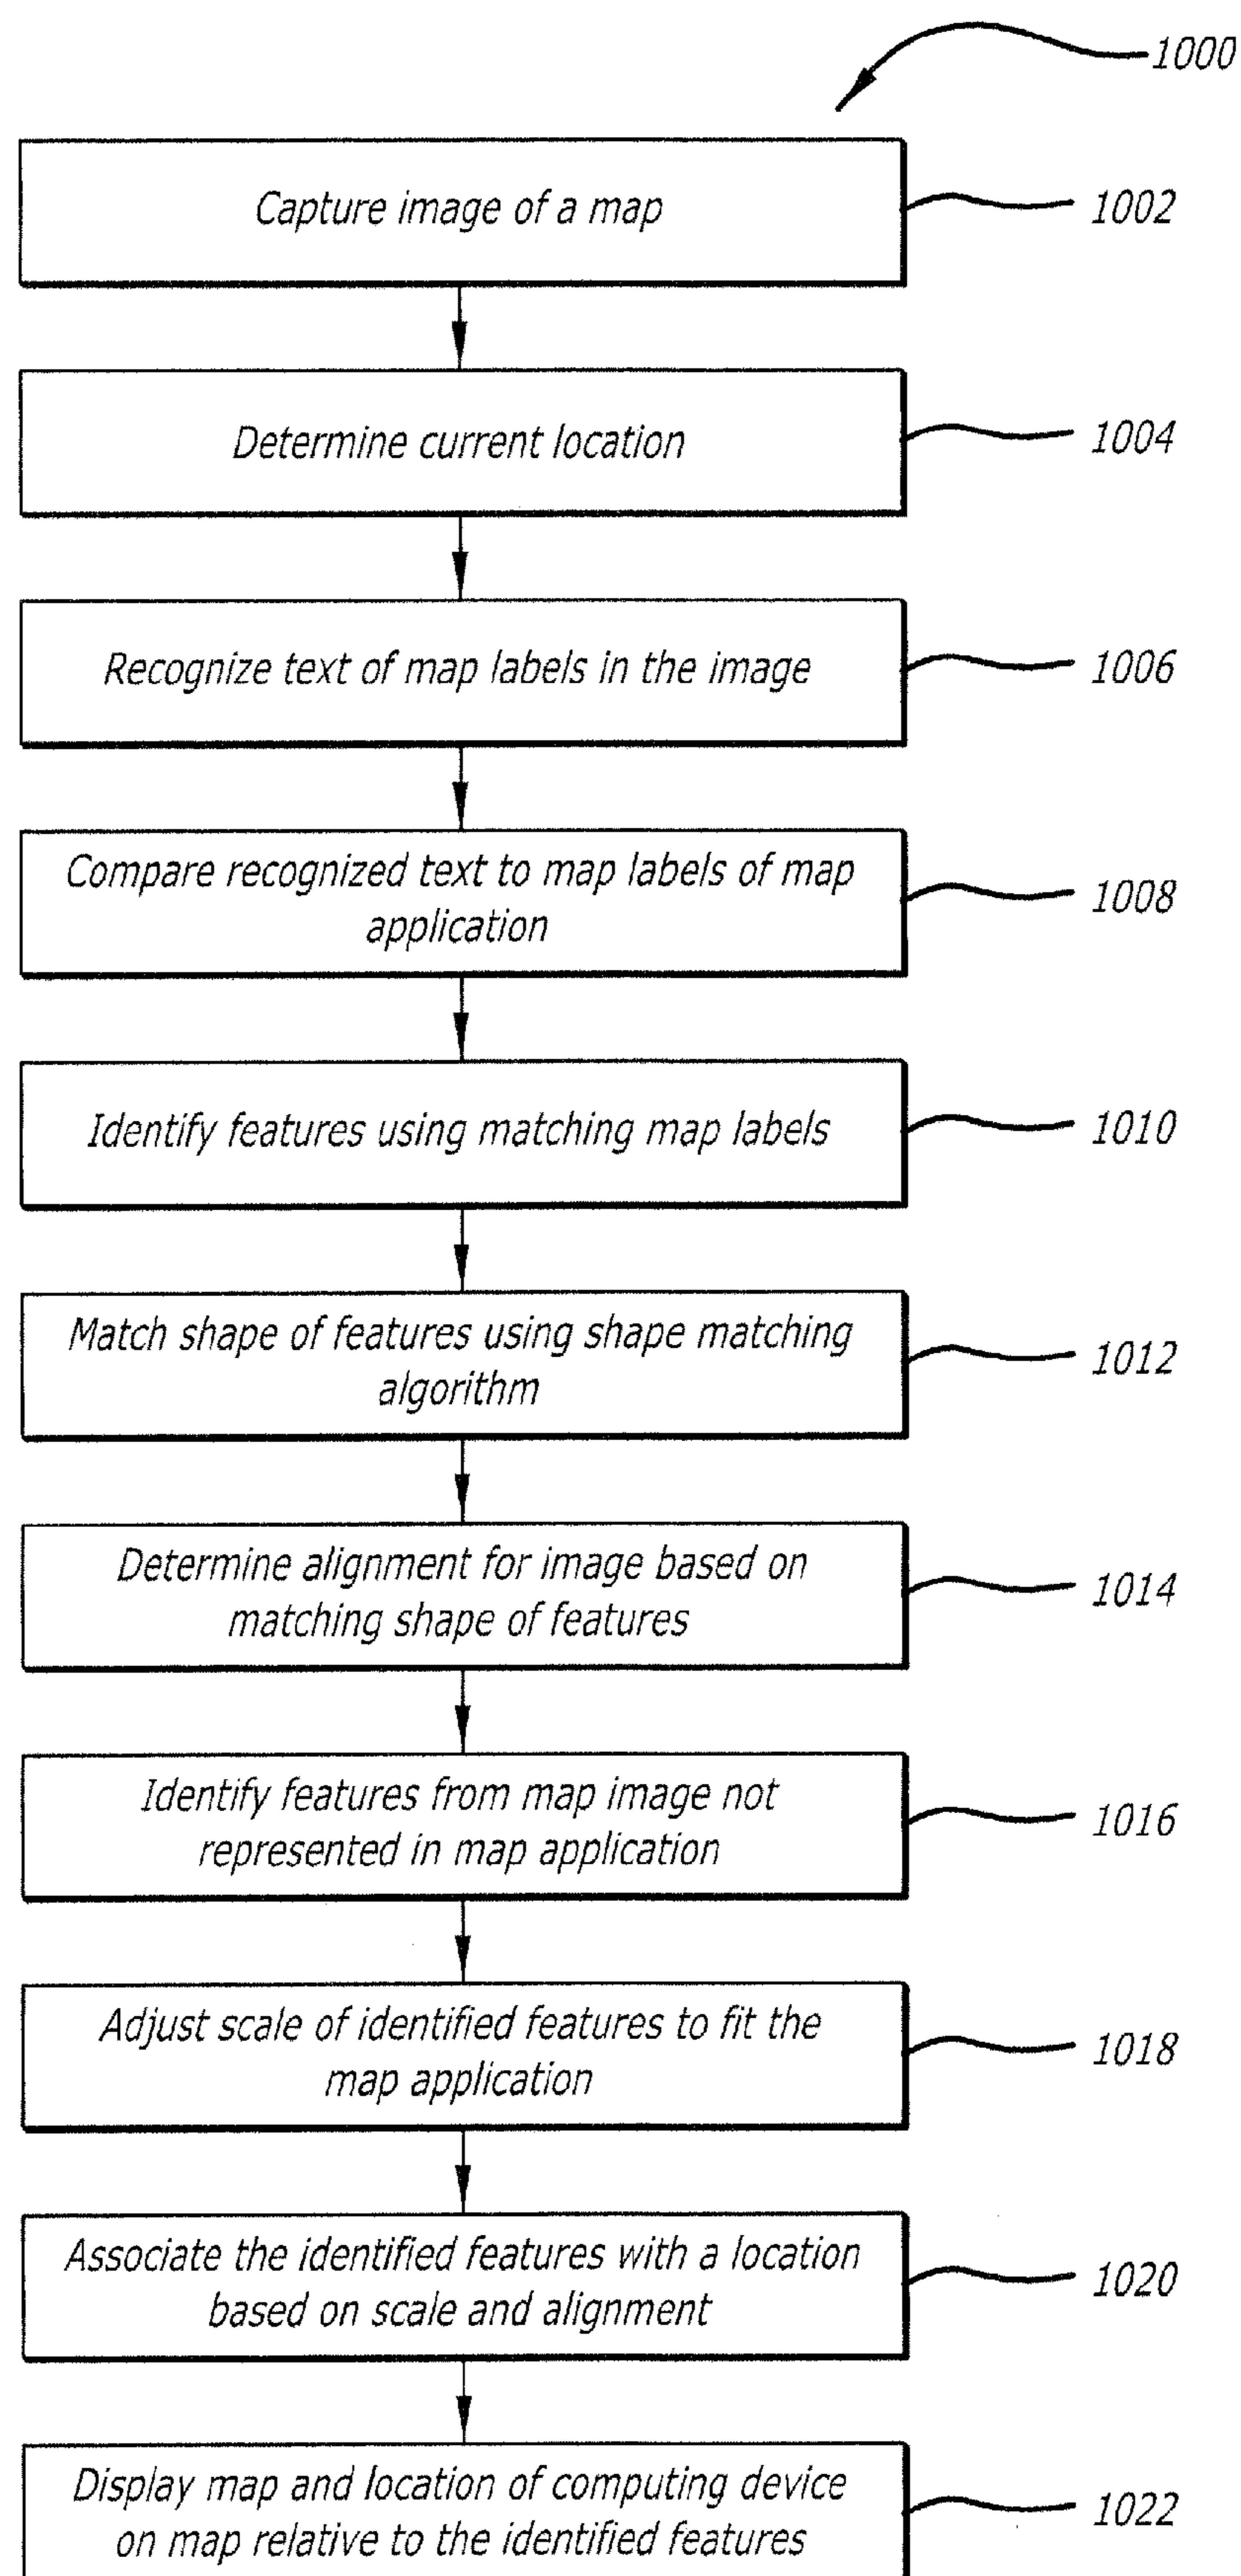 1000
Capture image of a map
1002
Determine current location
1004
Recognize text of map labels in the image
1006
Compare recognized text to map labels of map
application
1008
Identify features using matching map labels
1010
Match shape of features using shape matching
algorithm
1012
Determine alignment for image based on
matching shape of features
1014
Identify features from map image not
represented in map application
1016
Adjust scale of identified features to fit the
map application
1018
Associate the identified features with a location
based on scale and alignment
1020
Display map and location of computing device
on map relative to the identified features
1022